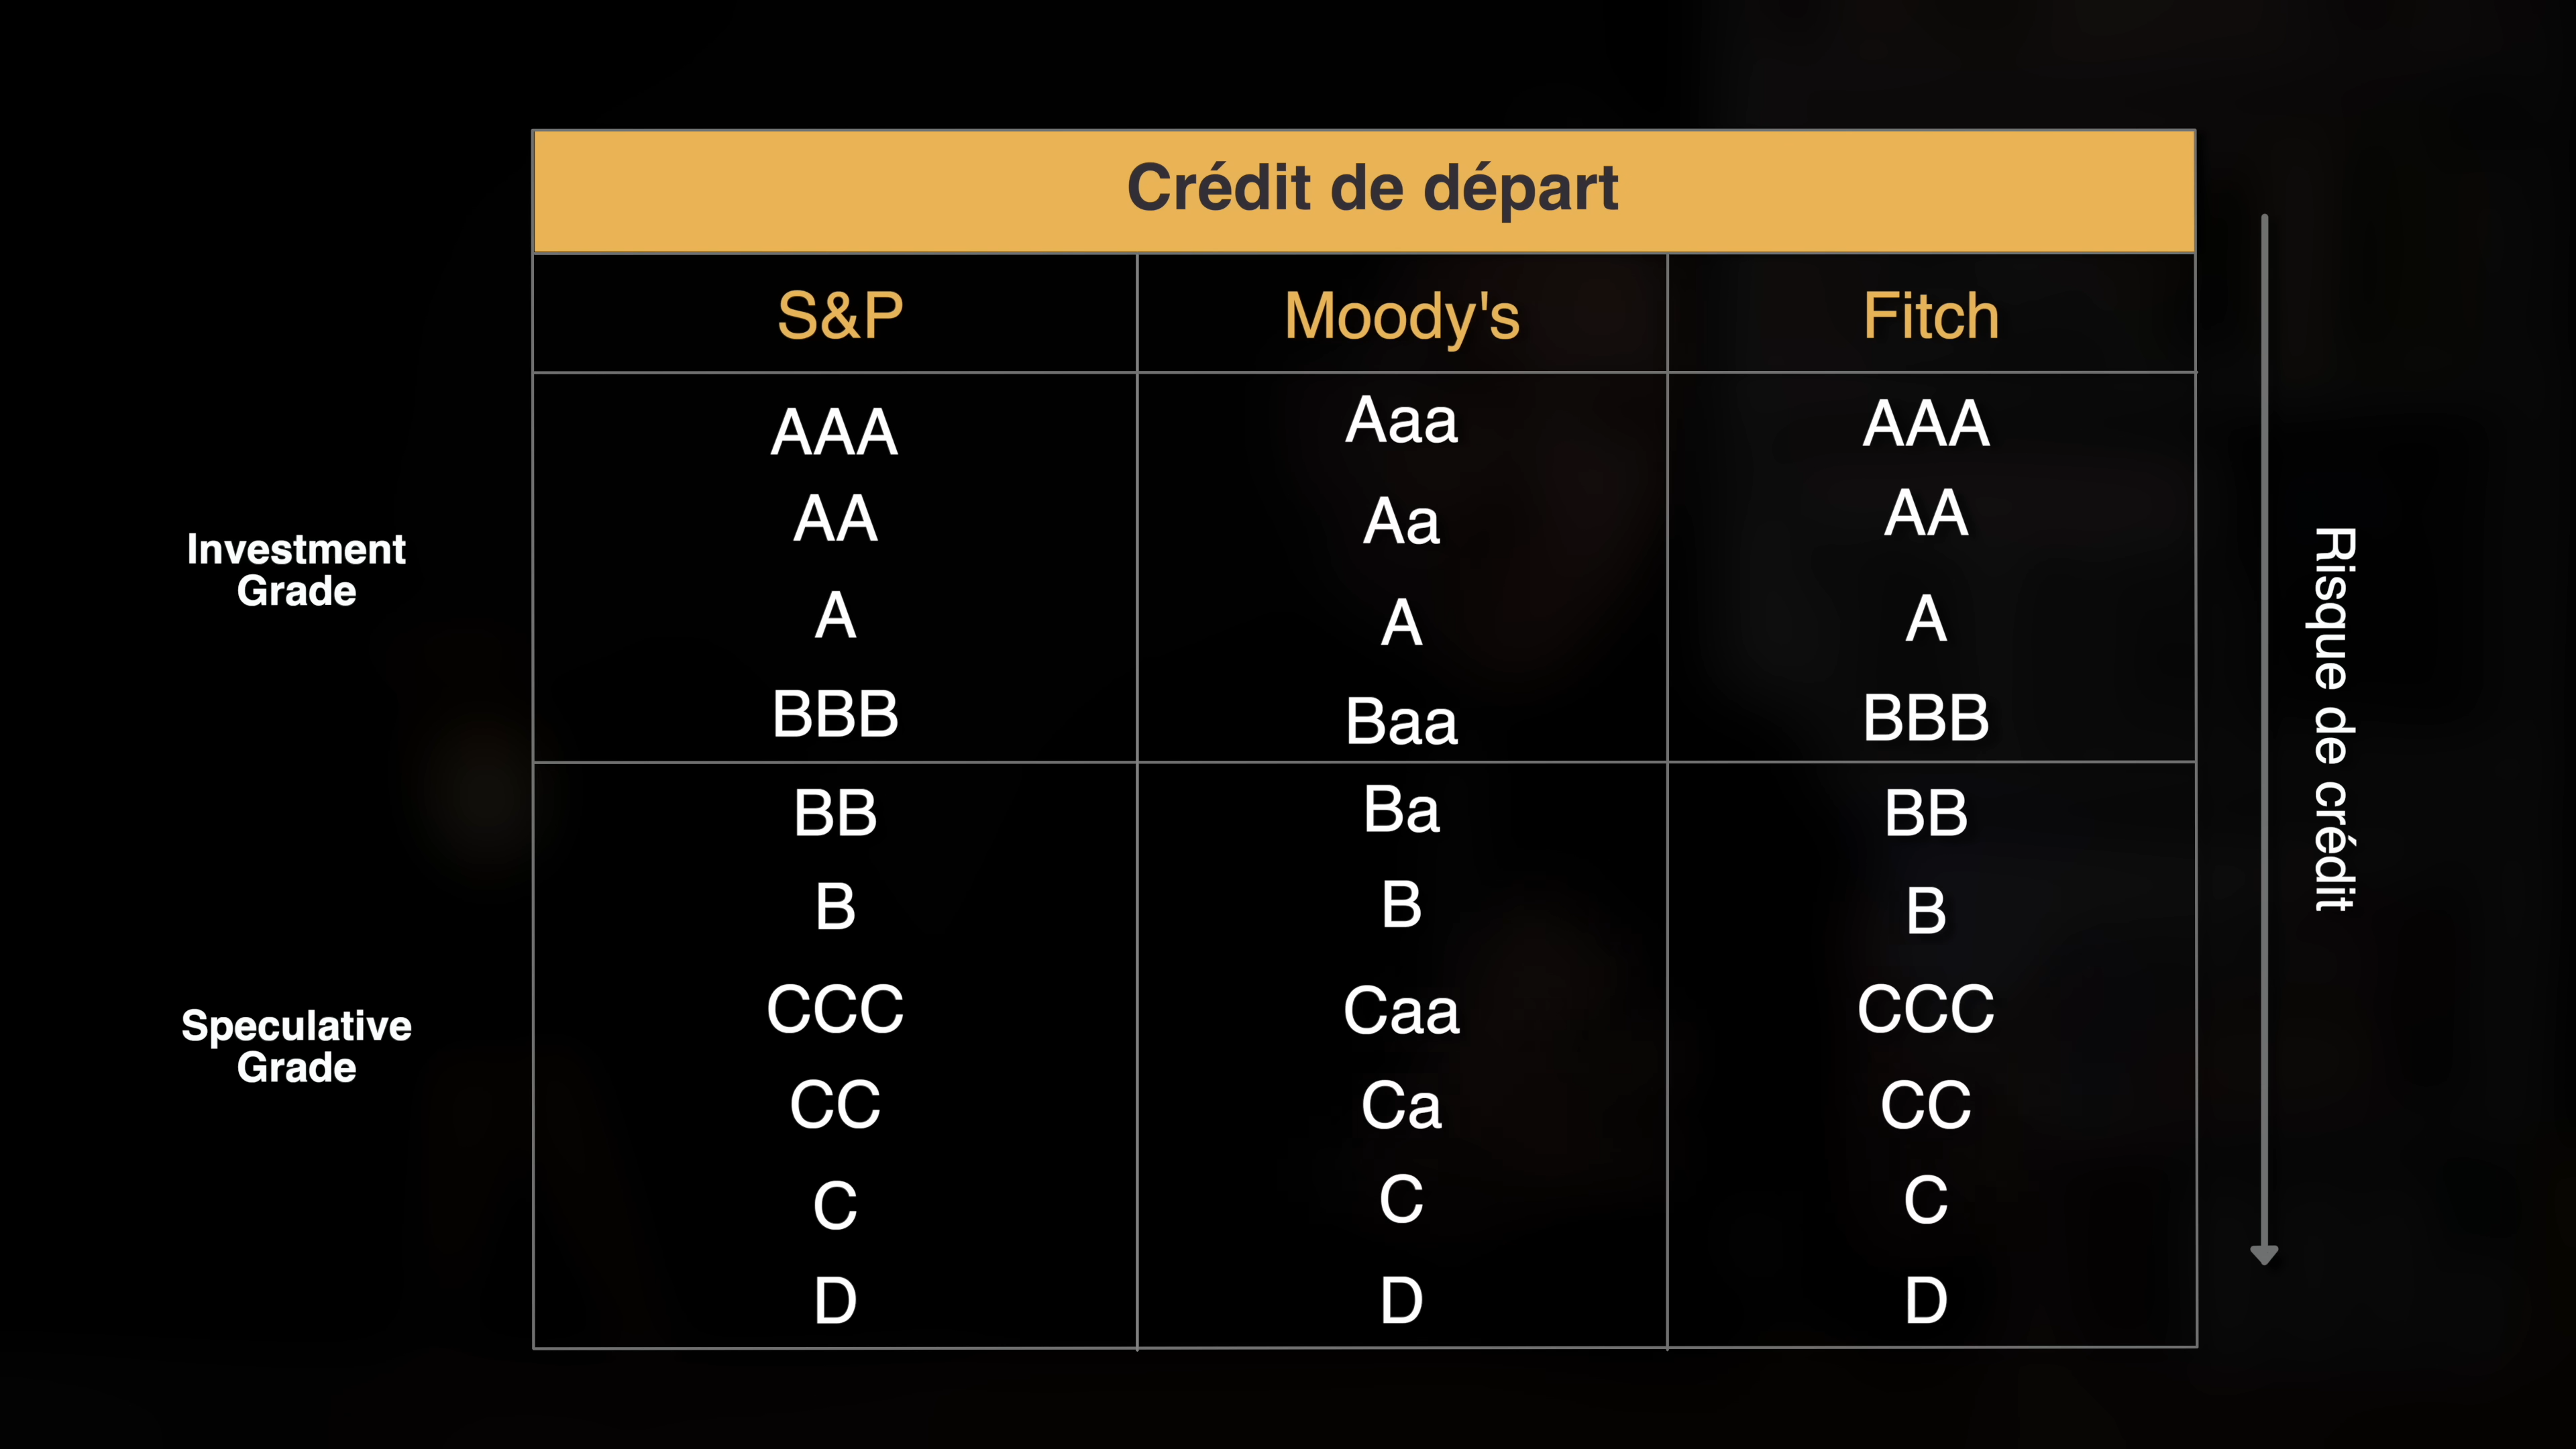 Crédit de départ
S&P Moody's Fitch
AAA Aaa AAA
AA Aa AA
Investment
Grade
A A A
BBB Baa BBB
BB Ba BB
B B B
CCC Caa CCC
Speculative
Grade
CC Ca CC
C C C
D D D
Risque de crédit